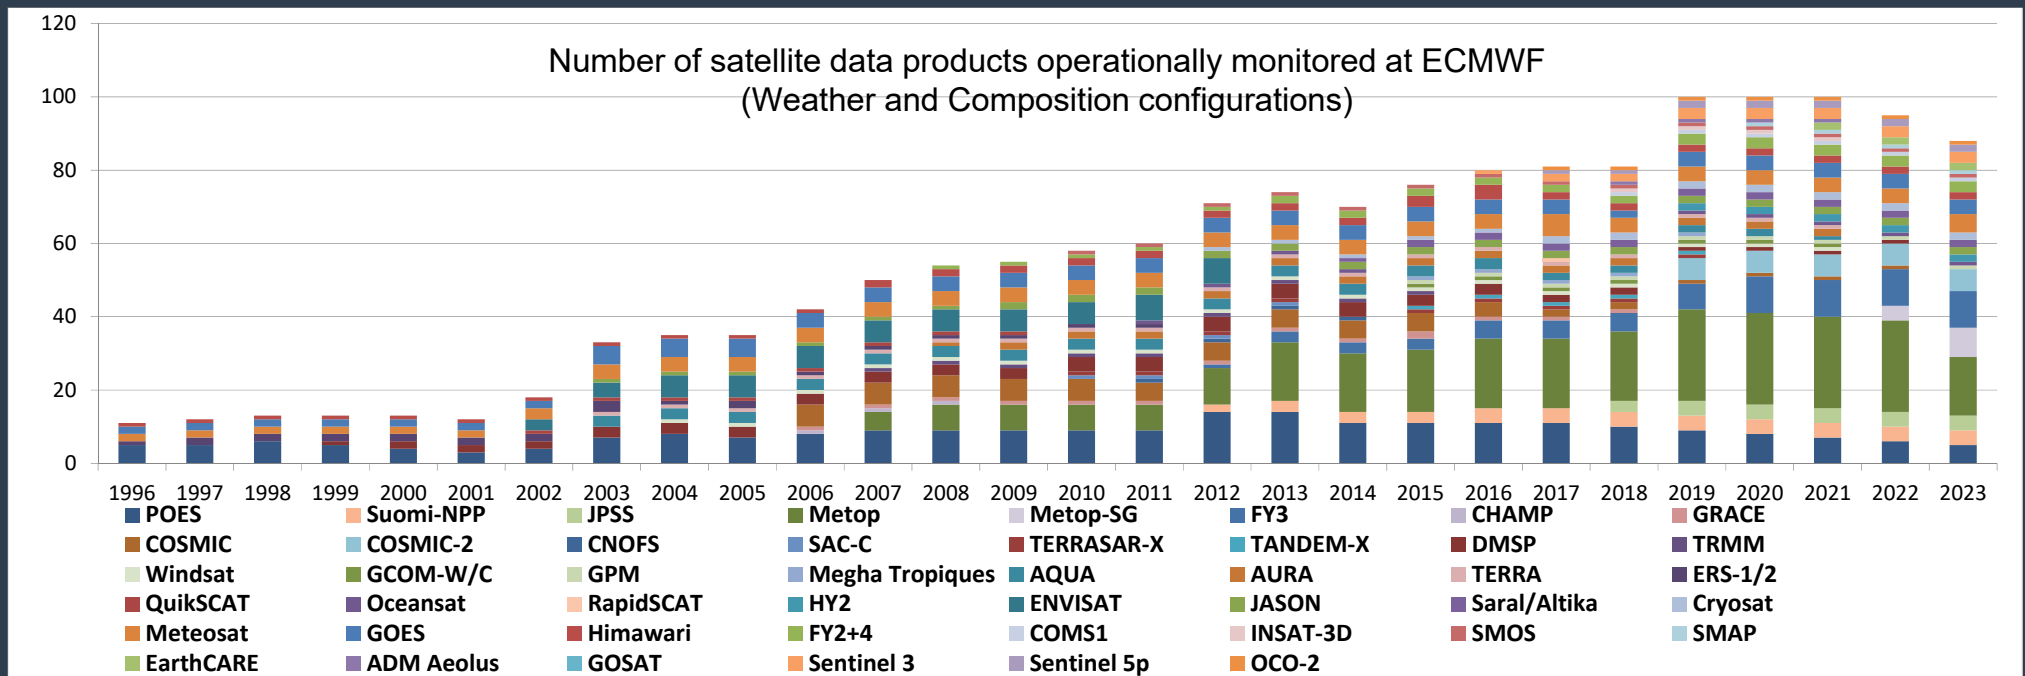 Number of satellite data products operationally monitored at ECMWF
(Weather and Composition configurations)
120
100
80
60
40
20
0
1996 1997 1998 1999 2000 2001 2002 2003 2004 2005 2006 2007 2008 2009 2010 2011 2012 2013 2014 2015 2016 2017 2018 2019 2020 2021 2022 2023
POES Suomi-NPP JPSS Metop Metop-SG FY3 CHAMP GRACE
COSMIC COSMIC-2 CNOFS SAC-C TERRASAR-X TANDEM-X DMSP TRMM
Windsat GCOM-W/C GPM Megha Tropiques AQUA AURA TERRA ERS-1/2
QuikSCAT Oceansat RapidSCAT HY2 ENVISAT JASON Saral/Altika Cryosat
Meteosat GOES Himawari FY2+4 COMS1 INSAT-3D SMOS SMAP
EarthCARE ADM Aeolus GOSAT Sentinel 3 Sentinel 5p OCO-2